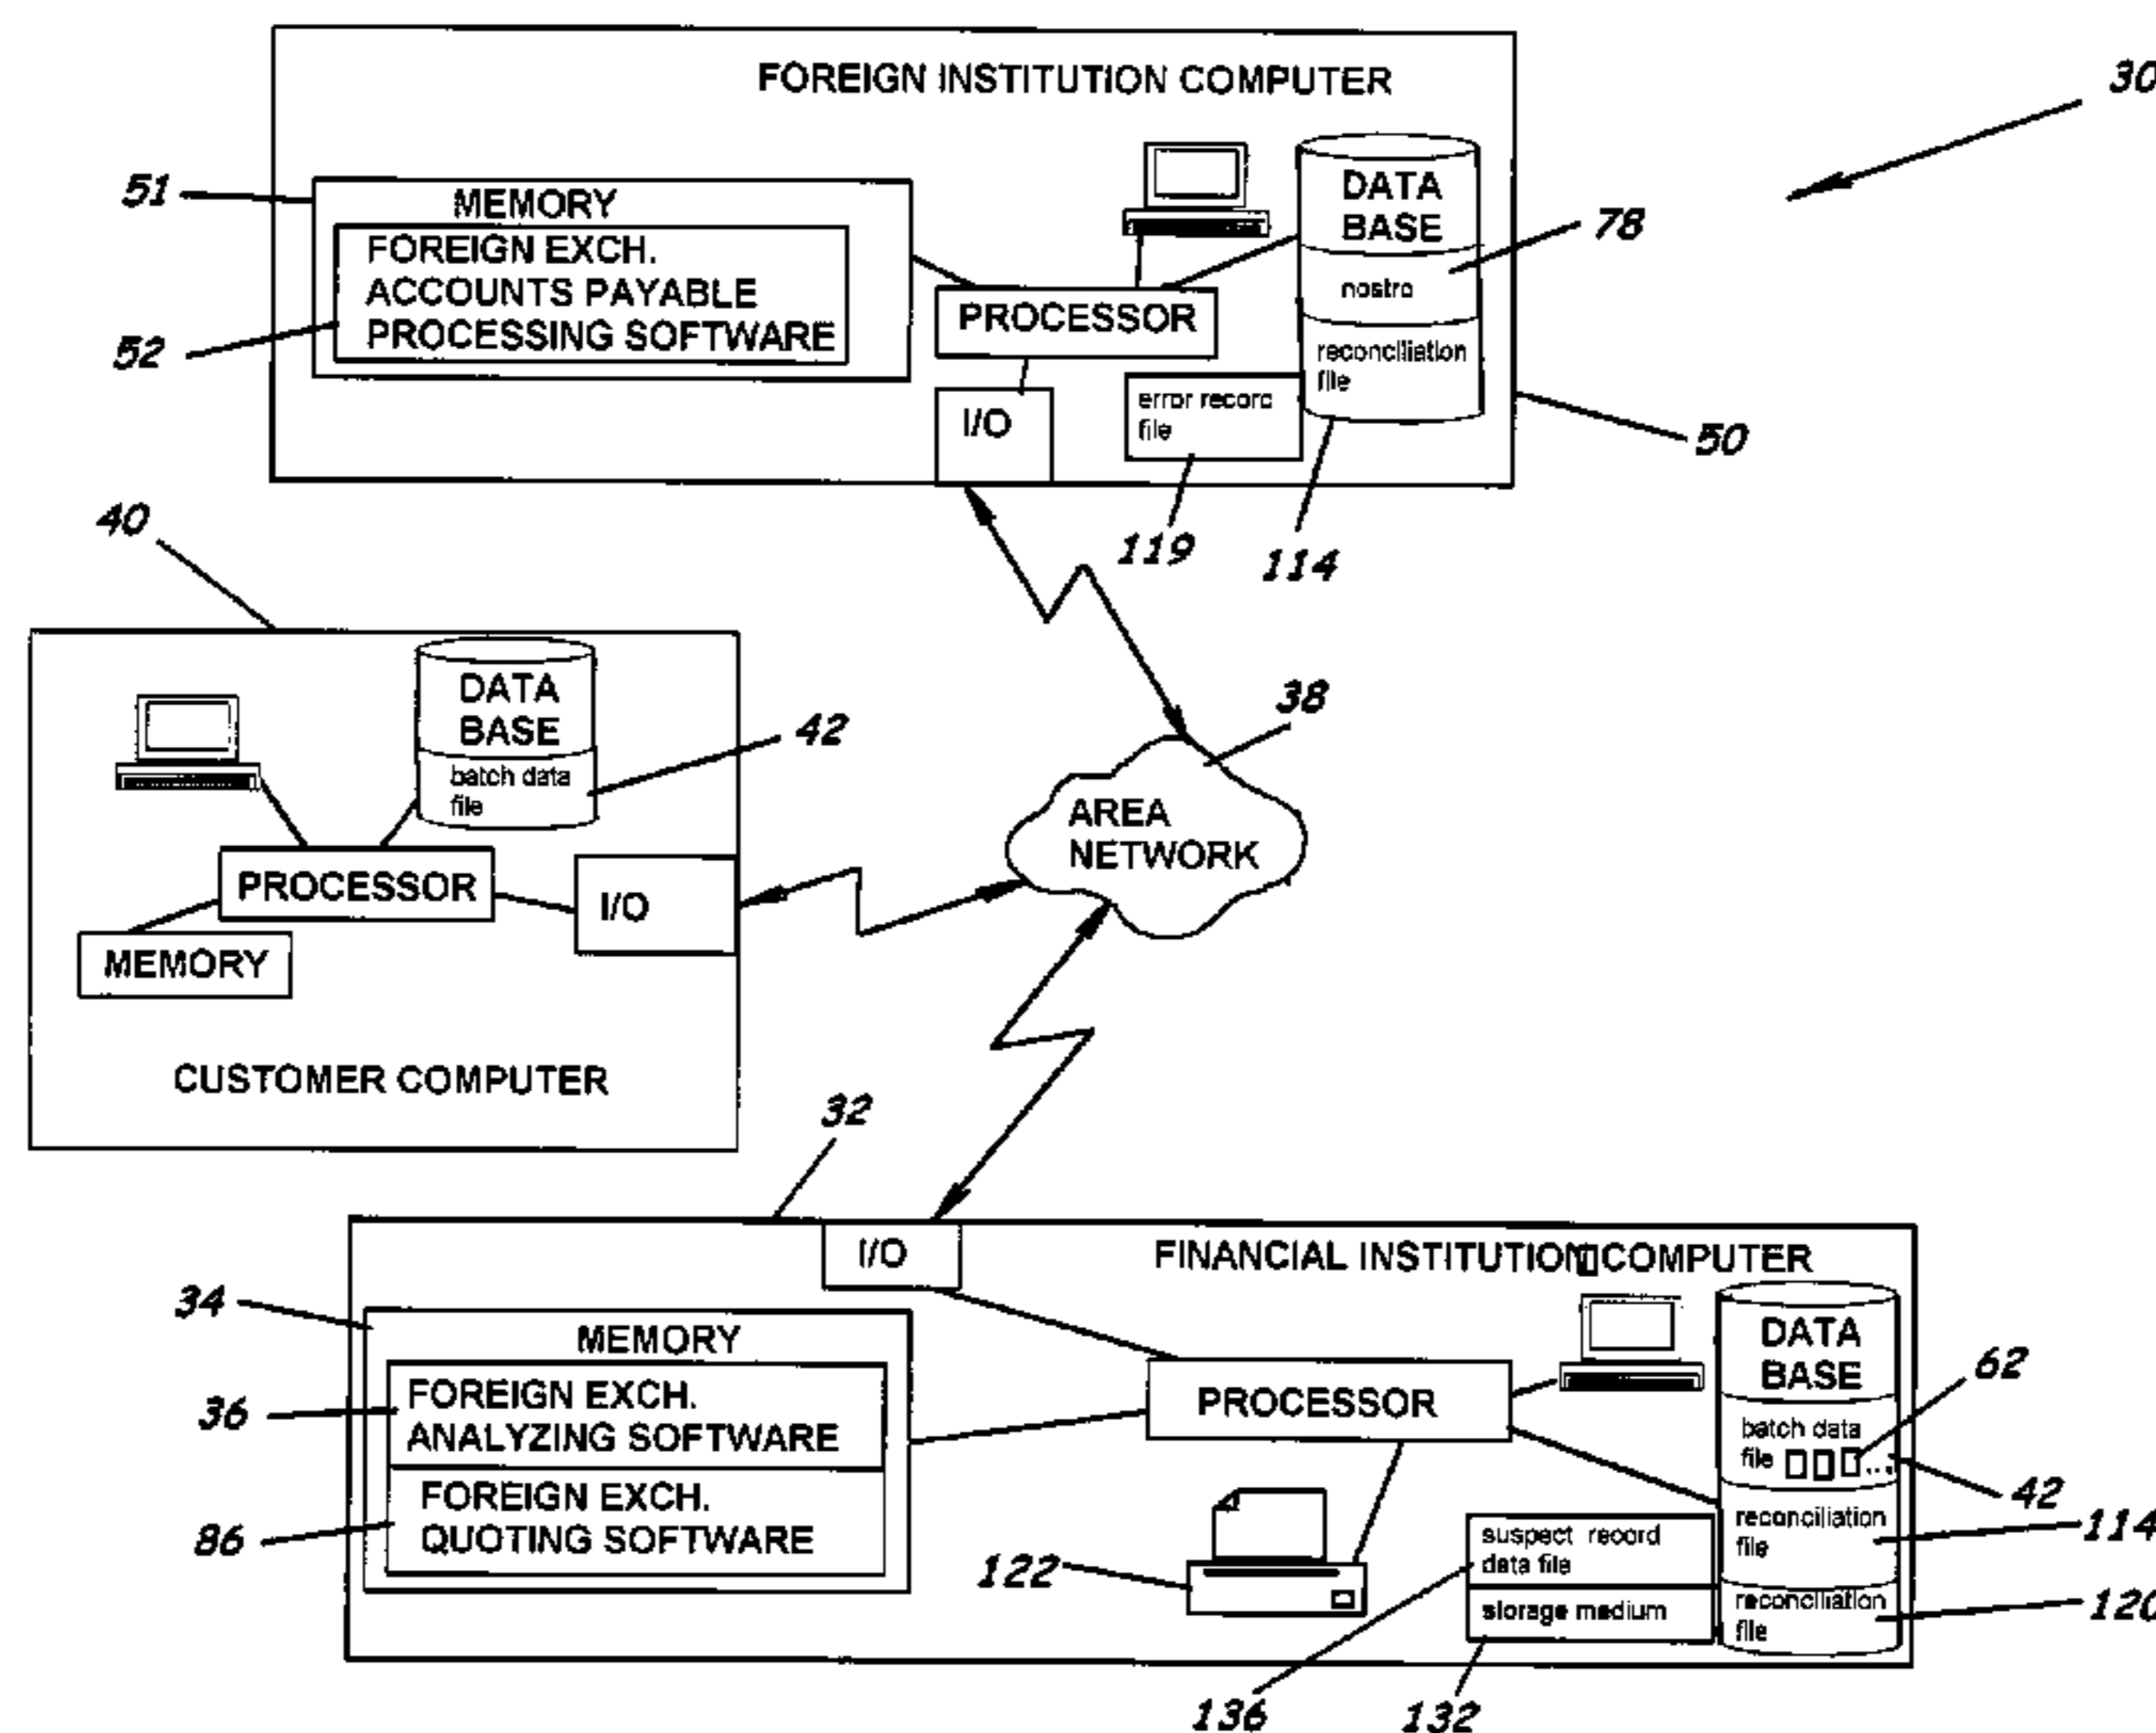 FOREIGN INSTITUTION COMPUTER
30
51
MEMORY
FOREIGN EXCH.
ACCOUNTS PAYABLE
PROCESSING SOFTWARE
52
PROCESSOR
I/O
DATA
BASE
nostro
reconciliation
file
78
error record
file
50
119
114
40
DATA
BASE
batch data
file
42
PROCESSOR
I/O
MEMORY
CUSTOMER COMPUTER
38
AREA
NETWORK
32
I/O
FINANCIAL INSTITUTION COMPUTER
34
MEMORY
36
FOREIGN EXCH.
ANALYZING SOFTWARE
86
FOREIGN EXCH.
QUOTING SOFTWARE
PROCESSOR
DATA
BASE
62
batch data
file ...
42
reconciliation
file
114
reconciliation
file
120
122
suspect record
data file
storage medium
136
132